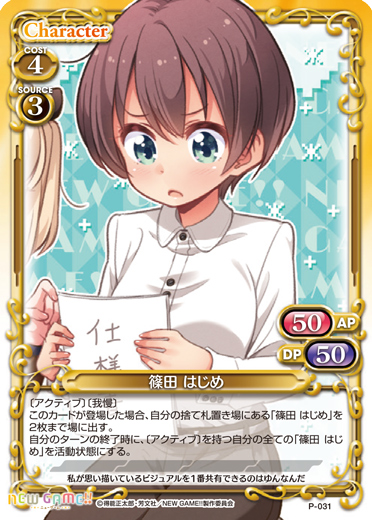 Character
COST
4
SOURCE
3
仕
様
50 AP
DP 50
篠田 はじめ
〔アクティブ〕〔我慢〕
このカードが登場した場合、自分の捨て札置き場にある「篠田 はじめ」を
2枚まで場に出す。
自分のターンの終了時に、〔アクティブ〕を持つ自分の全ての「篠田 はじ
め」を活動状態にする。
私が思い描いているビジュアルを1番共有できるのはゆんなんだ
NEW GAME!!
©得能正太郎・芳文社/NEW GAME!!製作委員会
P-031